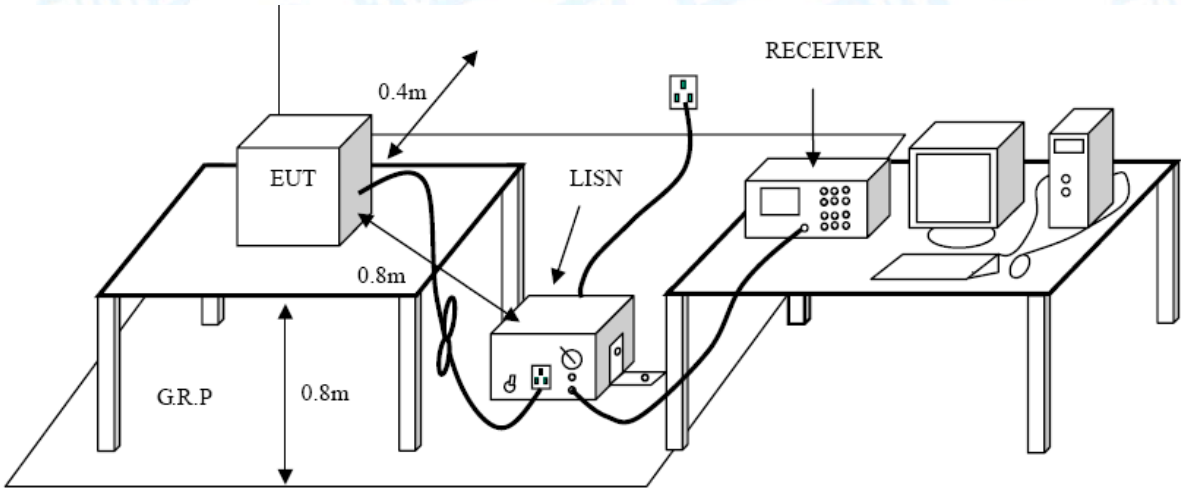 RECEIVER
0.4m
EUT
LISN
0.8m
G.R.P
0.8m